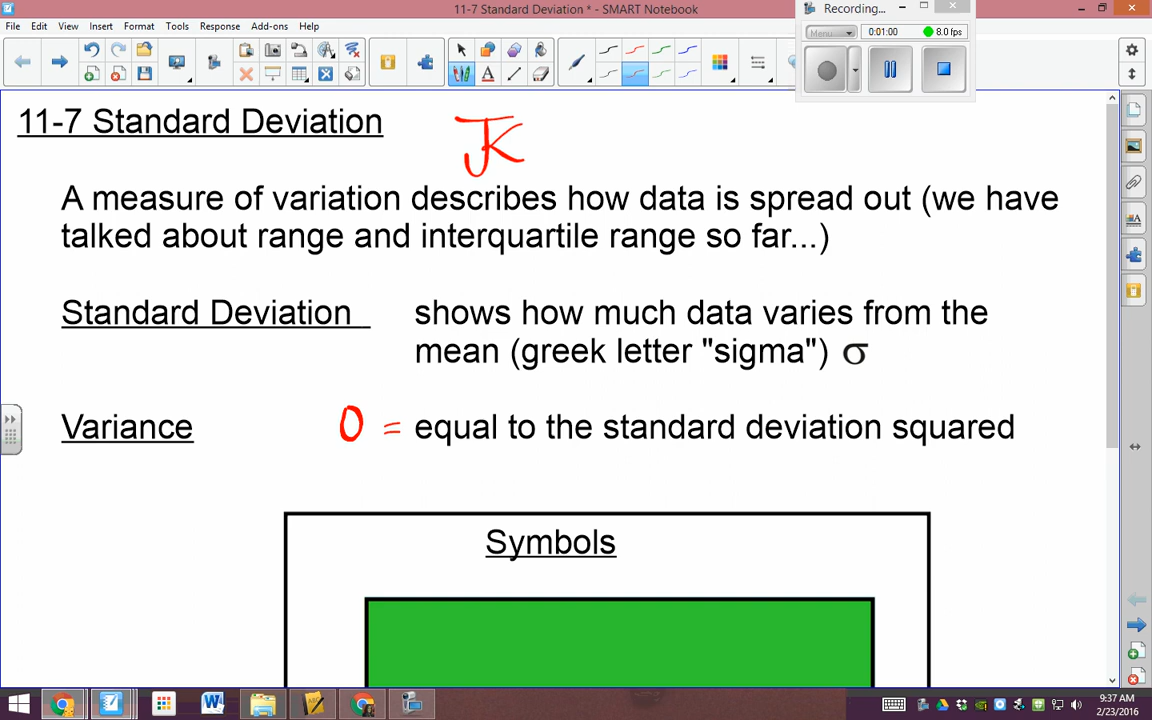 11-7 Standard Deviation * - SMART Notebook
Recording...
File Edit View Insert Format Tools Response Add-ons Help
Menu 0:01:00 8.0 fps
11-7 Standard Deviation JK
A measure of variation describes how data is spread out (we have
talked about range and interquartile range so far...)
Standard Deviation shows how much data varies from the
mean (greek letter "sigma") σ
Variance 0 = equal to the standard deviation squared
Symbols
9:37 AM
2/23/2016